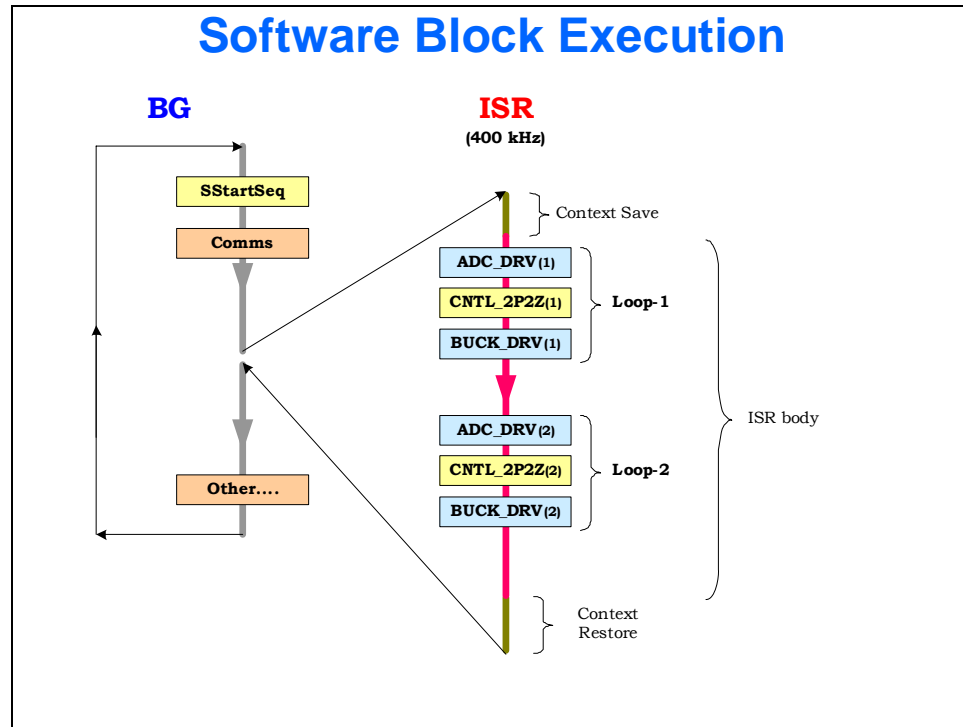 Software Block Execution
BG
SStartSeq
Comms
Other....
ISR
(400 kHz)
Context Save
ADC_DRV(1)
CNTL_2P2Z(1)
BUCK_DRV(1)
Loop-1
ADC_DRV(2)
CNTL_2P2Z(2)
BUCK_DRV(2)
Loop-2
ISR body
Context
Restore